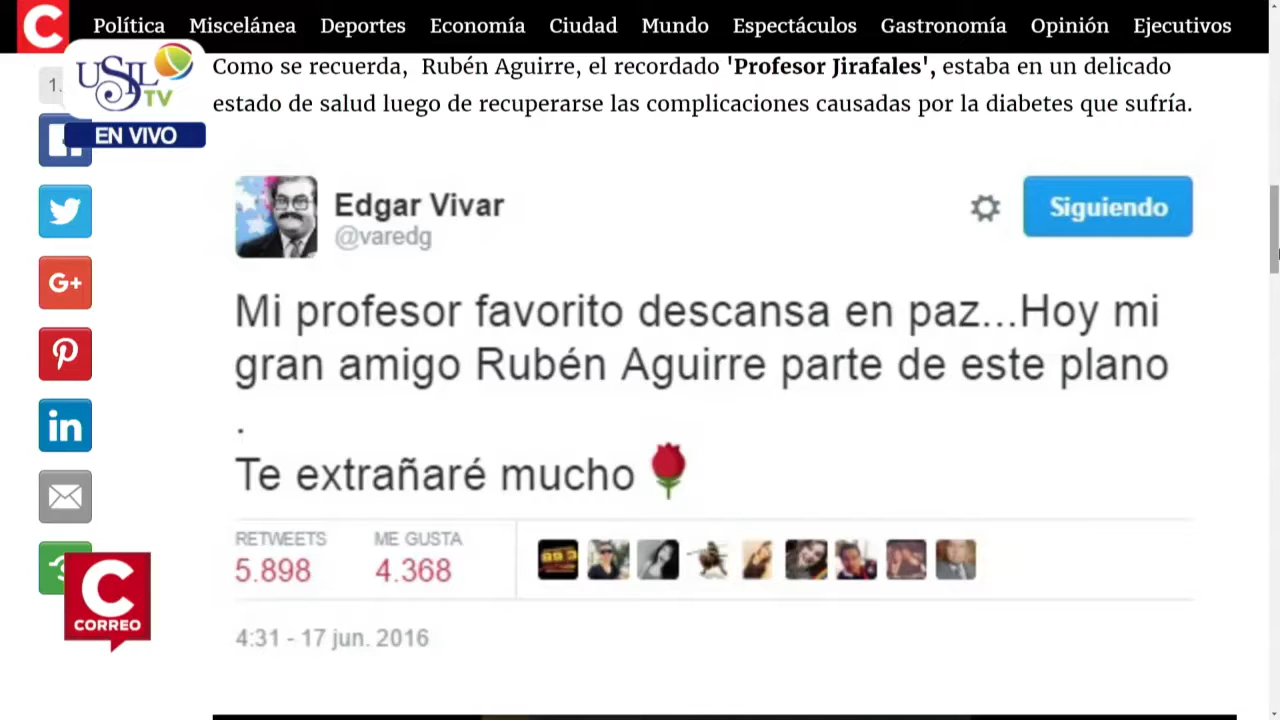 C Política Miscelánea Deportes Economía Ciudad Mundo Espectáculos Gastronomía Opinión Ejecutivos
USIL TV
EN VIVO
1.
Como se recuerda, Rubén Aguirre, el recordado 'Profesor Jirafales', estaba en un delicado
estado de salud luego de recuperarse las complicaciones causadas por la diabetes que sufría.
Edgar Vivar
@varedg
Siguiendo
Mi profesor favorito descansa en paz...Hoy mi
gran amigo Rubén Aguirre parte de este plano
.
Te extrañaré mucho
RETWEETS ME GUSTA
5.898 4.368
4:31 - 17 jun. 2016
G+
in
C
CORREO